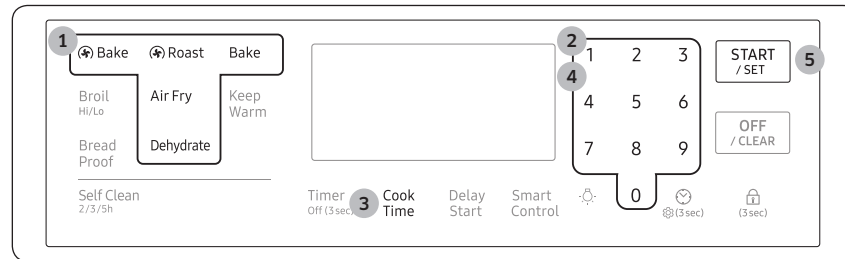 1
Bake
Roast
Bake
2
1
2
3
START
/ SET
5
4
Broil
Hi/Lo
Air Fry
Keep
Warm
4
5
6
Bread
Proof
Dehydrate
7
8
9
OFF
/ CLEAR
Self Clean
2/3/5h
Timer
Off (3 sec)
3
Cook
Time
Delay
Start
Smart
Control
0
(3 sec)
(3 sec)